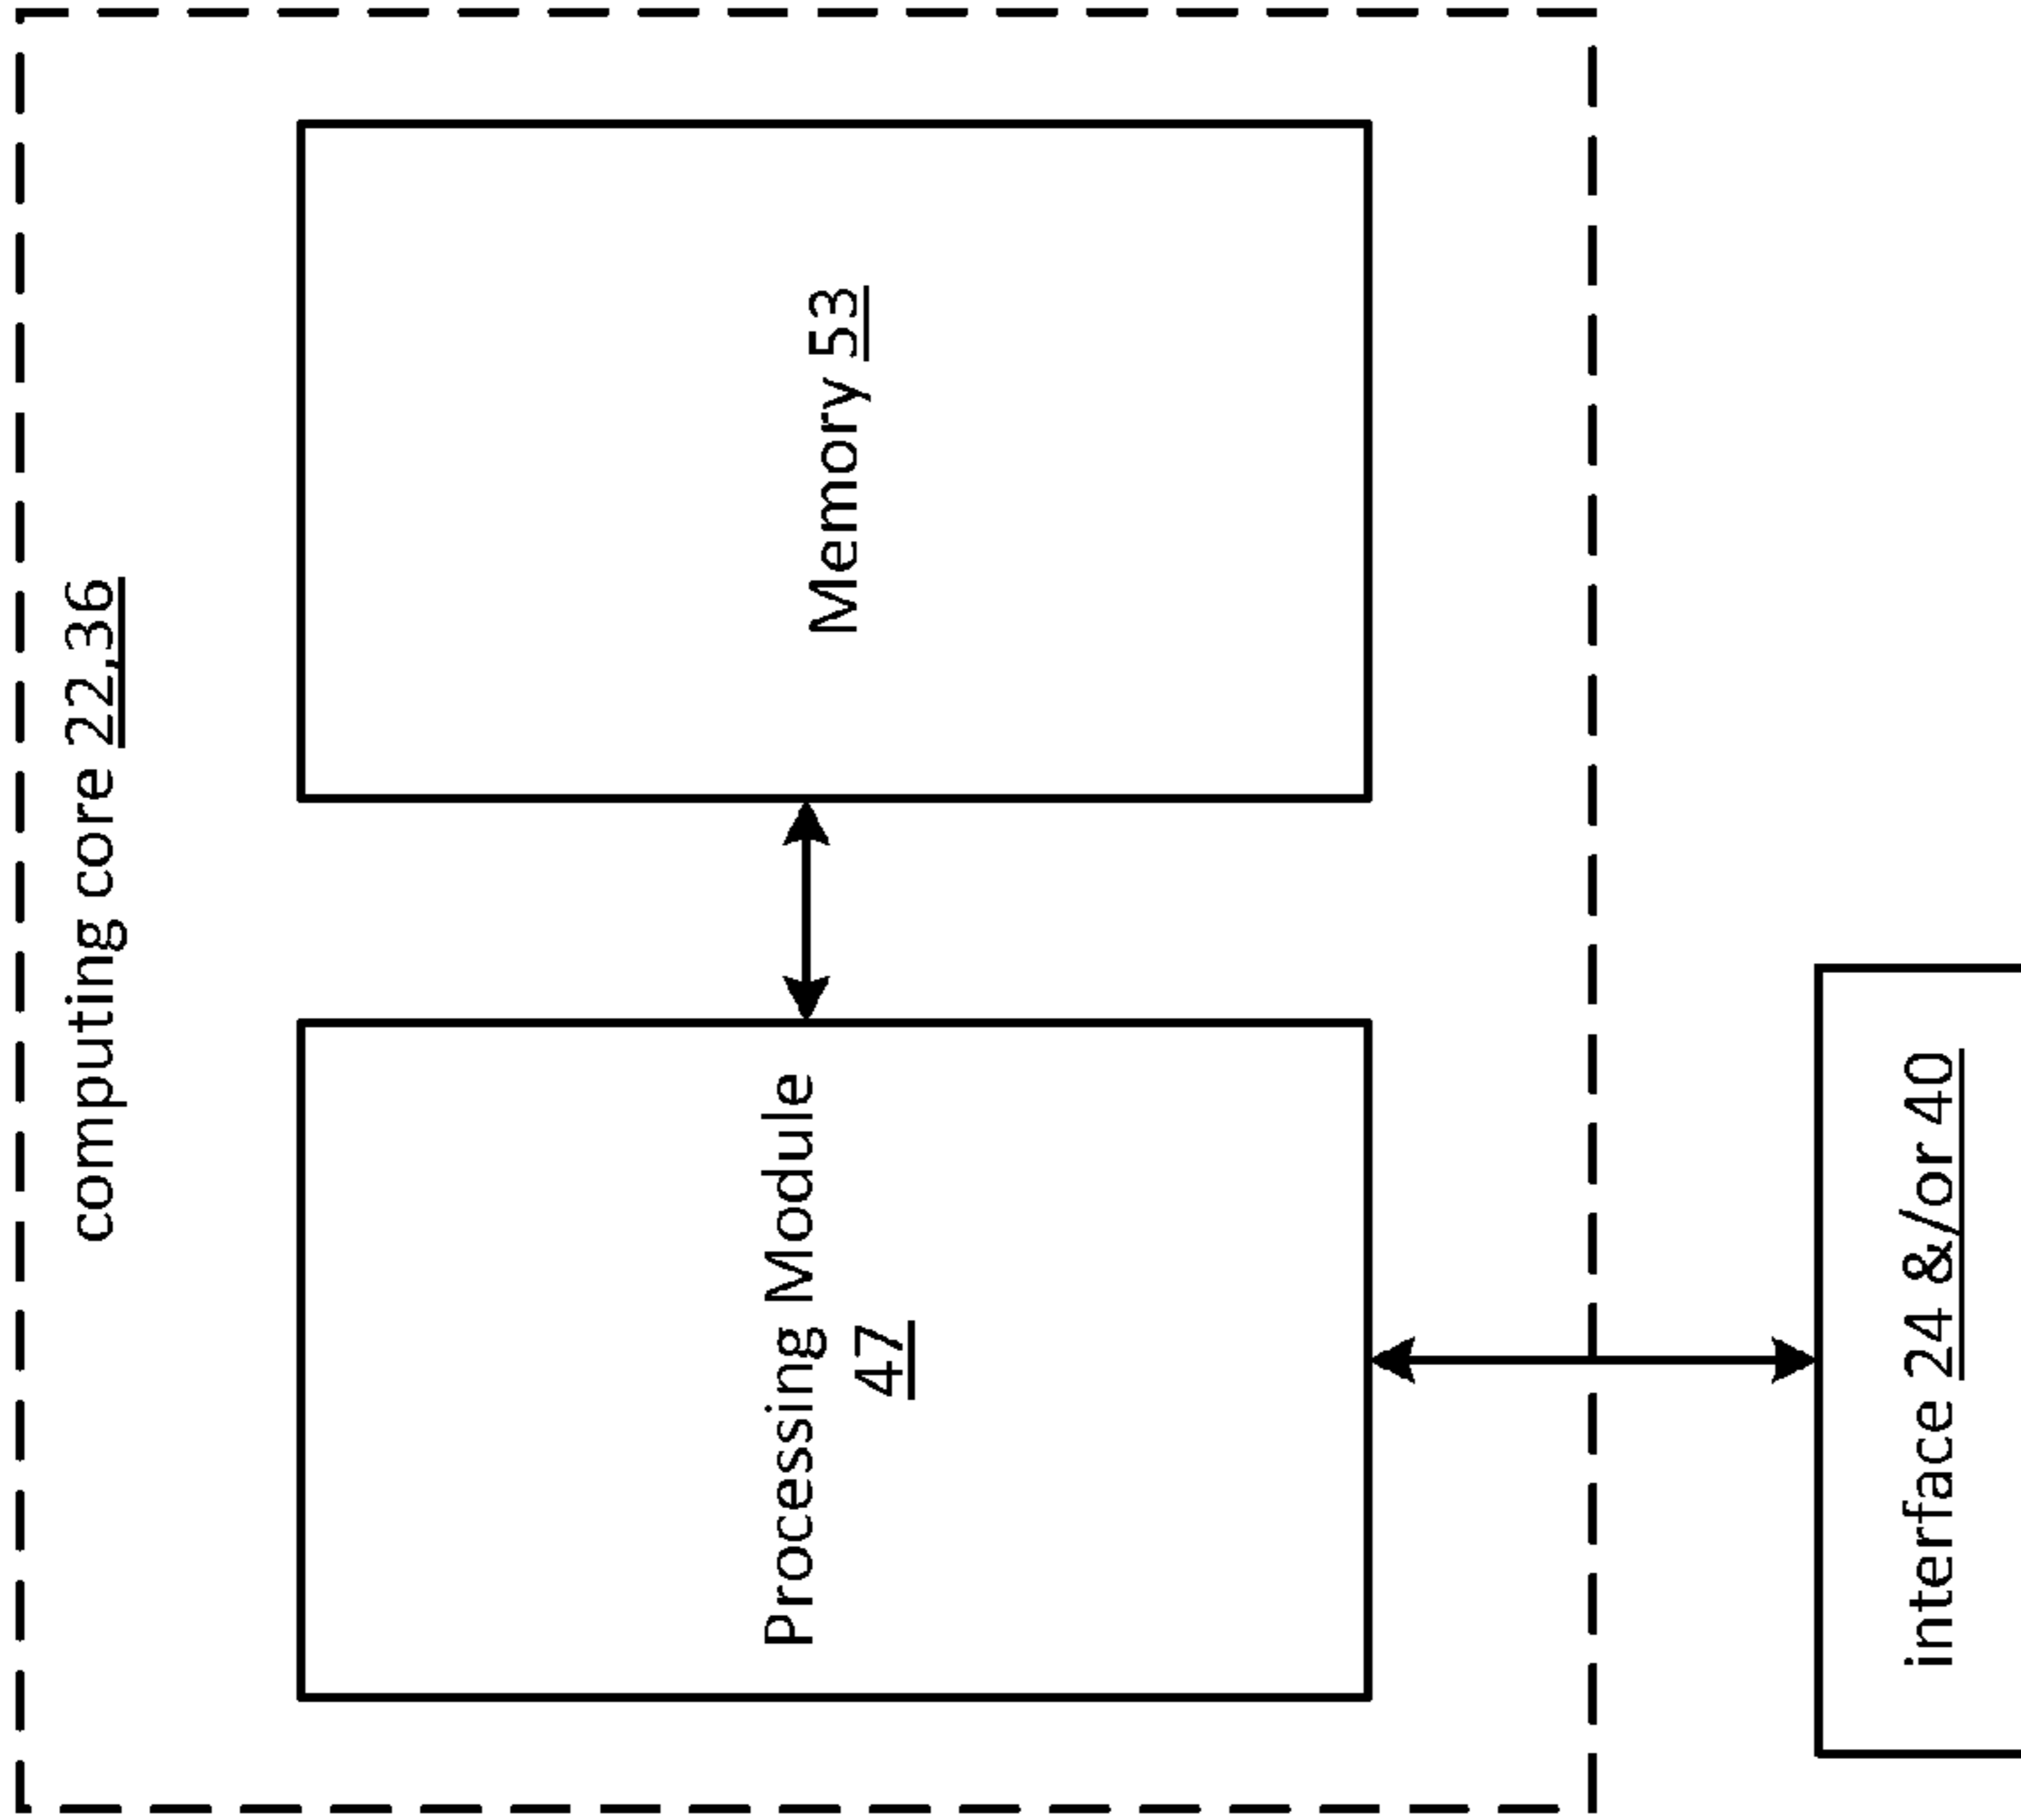 computing core 22,36
Processing Module
47
Memory 53
interface 24 &/or 40